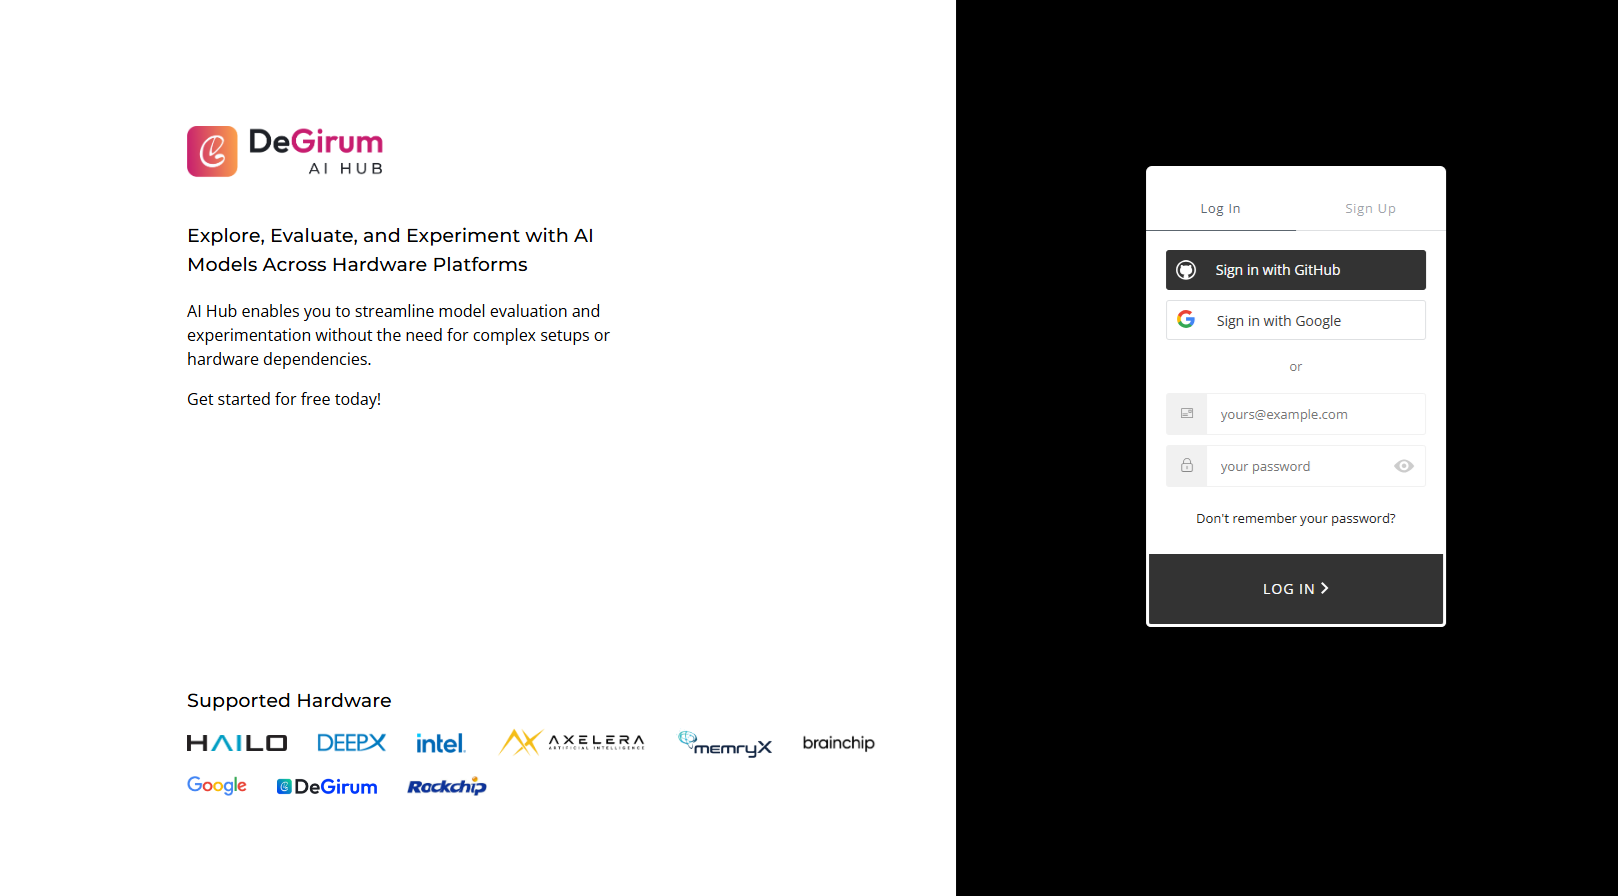 DeGirum
AI HUB
Explore, Evaluate, and Experiment with AI
Models Across Hardware Platforms
AI Hub enables you to streamline model evaluation and
experimentation without the need for complex setups or
hardware dependencies.
Get started for free today!
Supported Hardware
HAILO DEEPX intel. AXELERA memryX brainchip
ARTIFICIAL INTELLIGENCE
Google DeGirum Rockchip
Log In Sign Up
Sign in with GitHub
Sign in with Google
or
yours@example.com
your password
Don't remember your password?
LOG IN